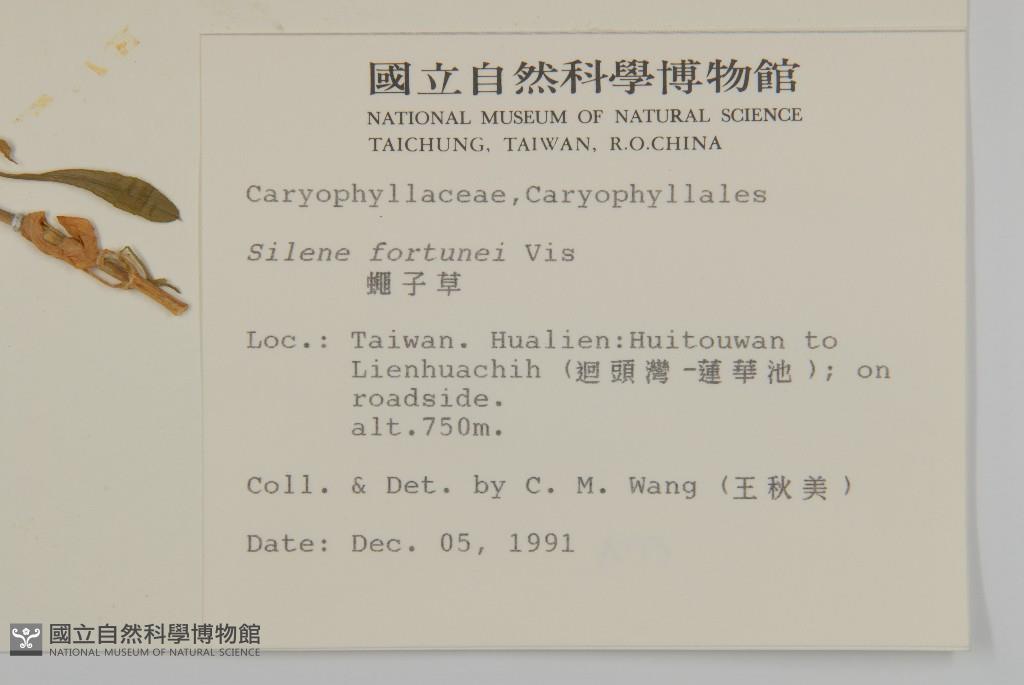 國立自然科學博物館
NATIONAL MUSEUM OF NATURAL SCIENCE
TAICHUNG, TAIWAN, R.O.CHINA
Caryophyllaceae,Caryophyllales
Silene fortunei Vis
蠅子草
Loc.: Taiwan. Hualien:Huitouwan to
Lienhuachih (迴頭灣-蓮華池); on
roadside.
alt.750m.
Coll. & Det. by C. M. Wang (王秋美)
Date: Dec. 05, 1991
國立自然科學博物館
NATIONAL MUSEUM OF NATURAL SCIENCE